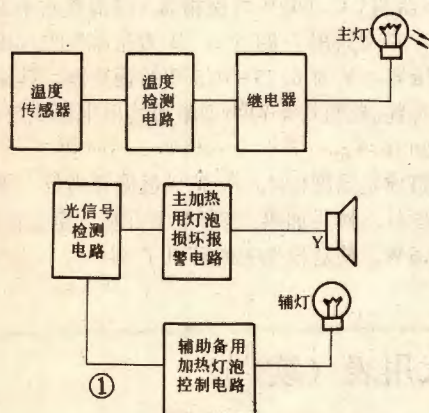 主灯
温度
传感器
温度
检测
电路
继电器
光信号
检测
电路
主加热
用灯泡
损坏报
警电路
Y
辅灯
辅助备用
加热灯泡
控制电路
①